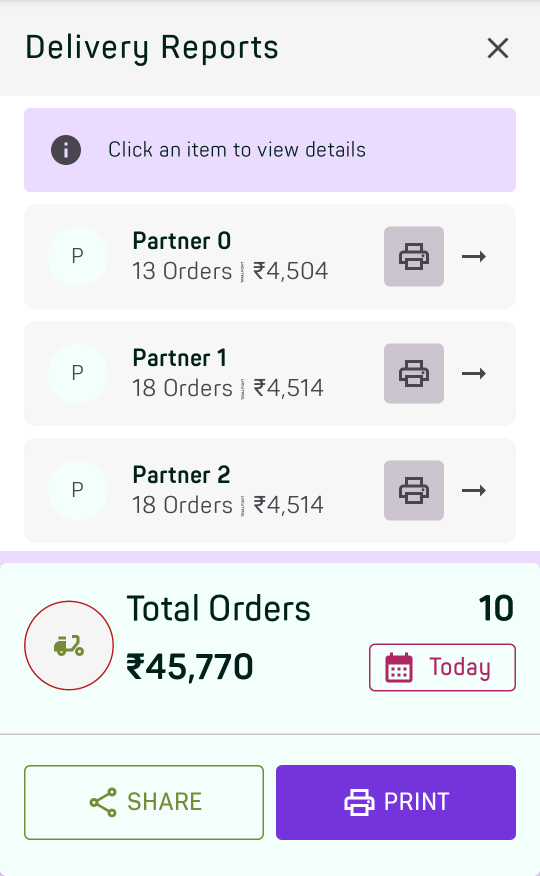 Delivery Reports
Click an item to view details
P
Partner 0
13 Orders ₹4,504
P
Partner 1
18 Orders ₹4,514
P
Partner 2
18 Orders ₹4,514
Total Orders
10
₹45,770
Today
SHARE
PRINT